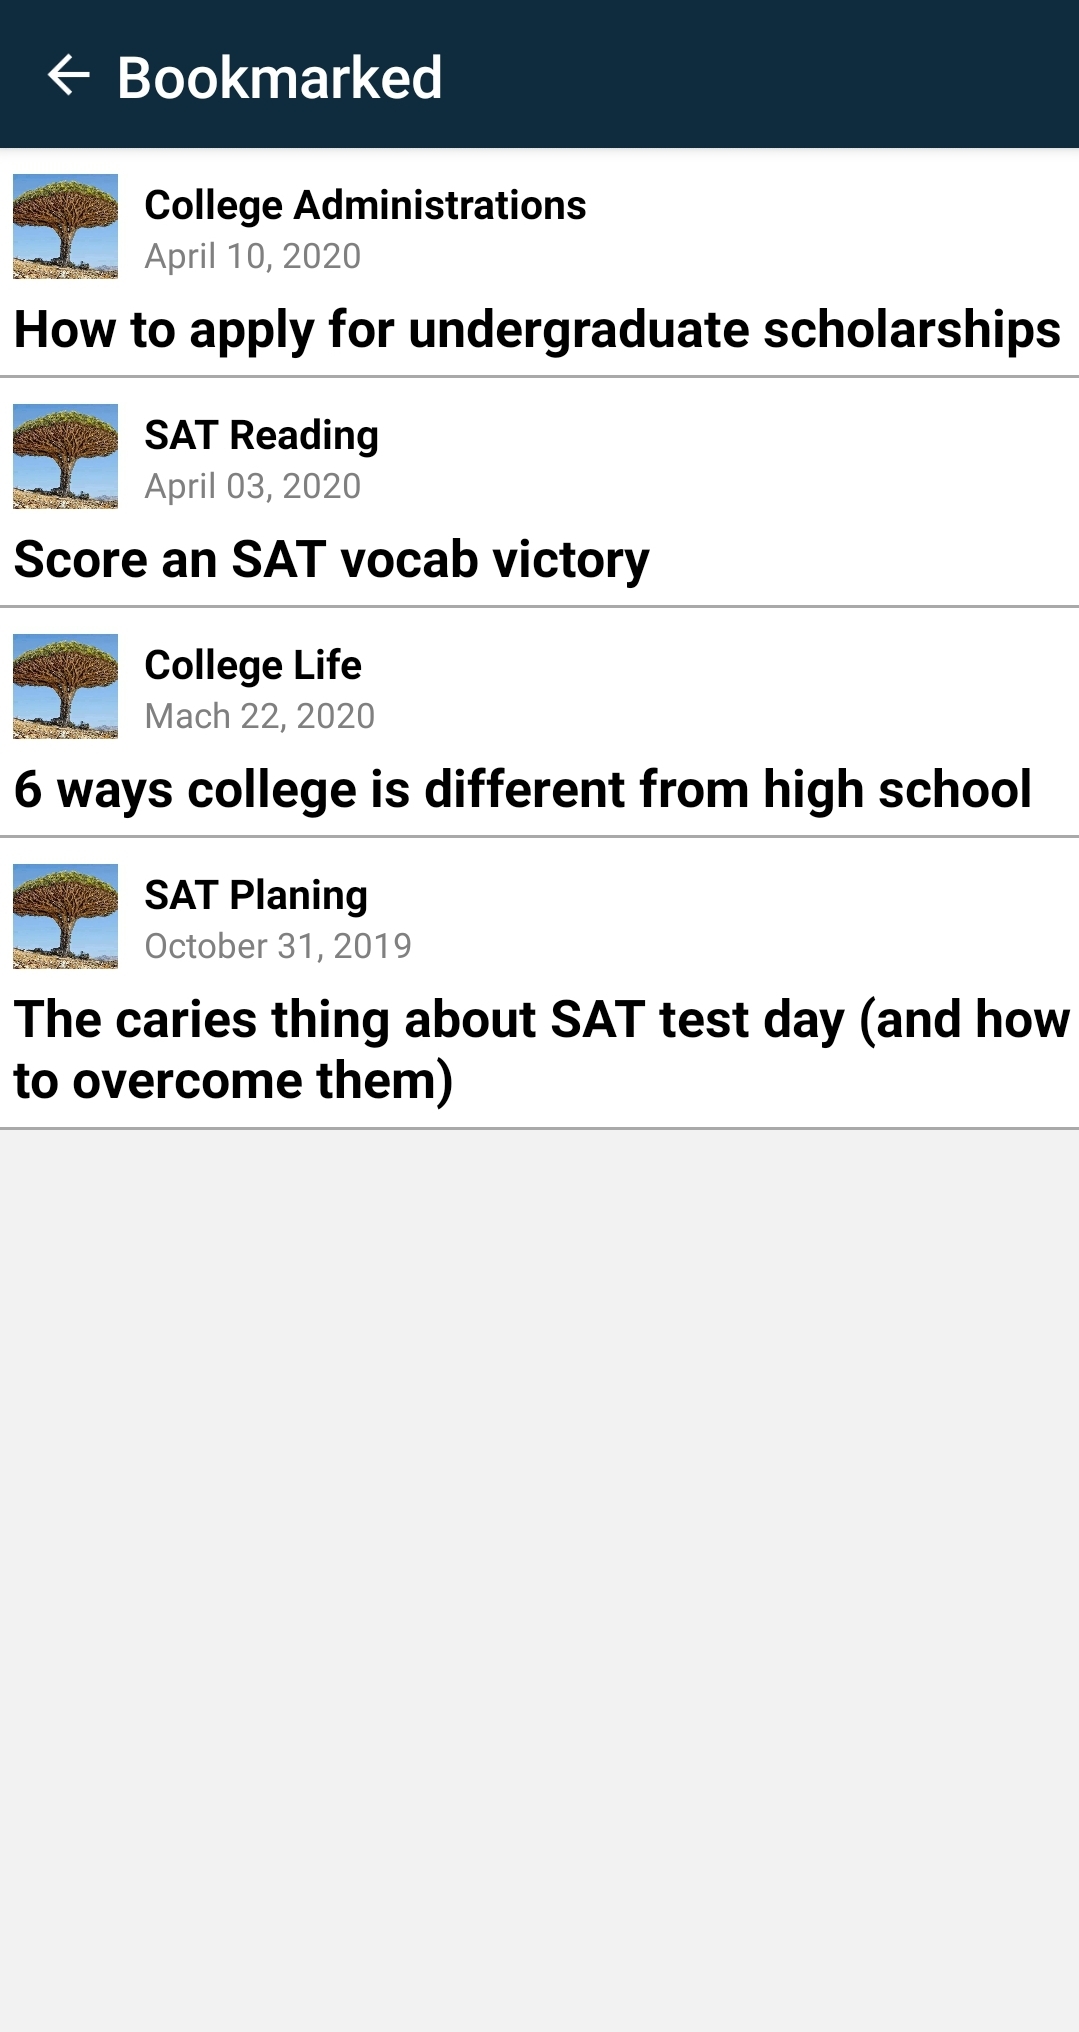 Bookmarked
College Administrations
April 10, 2020
How to apply for undergraduate scholarships
SAT Reading
April 03, 2020
Score an SAT vocab victory
College Life
Mach 22, 2020
6 ways college is different from high school
SAT Planing
October 31, 2019
The caries thing about SAT test day (and how
to overcome them)